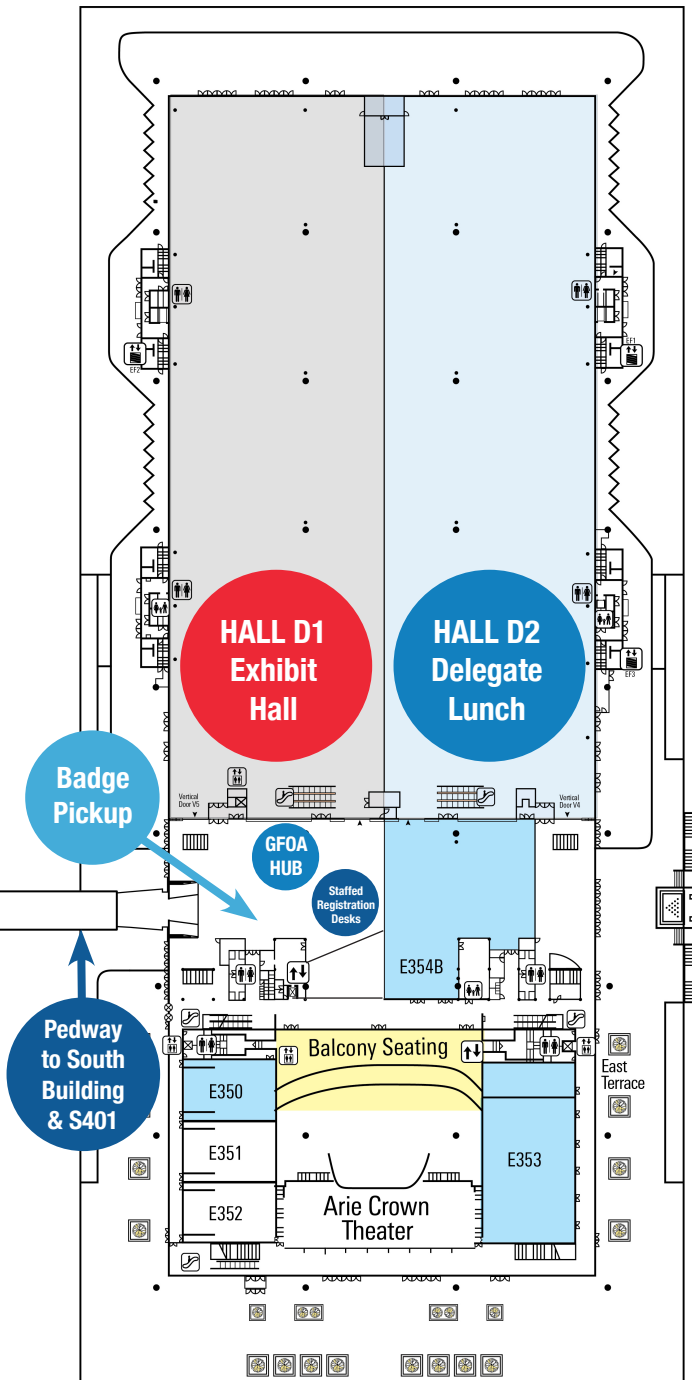 EF2
EF1
HALL D1
Exhibit
Hall
HALL D2
Delegate
Lunch
EF3
Badge
Pickup
Vertical
Door V5
Vertical
Door V4
GFOA
HUB
Staffed
Registration
Desks
E354B
Pedway
to South
Building
& S401
Balcony Seating
East
Terrace
E350
E351
E352
E353
Arie Crown
Theater